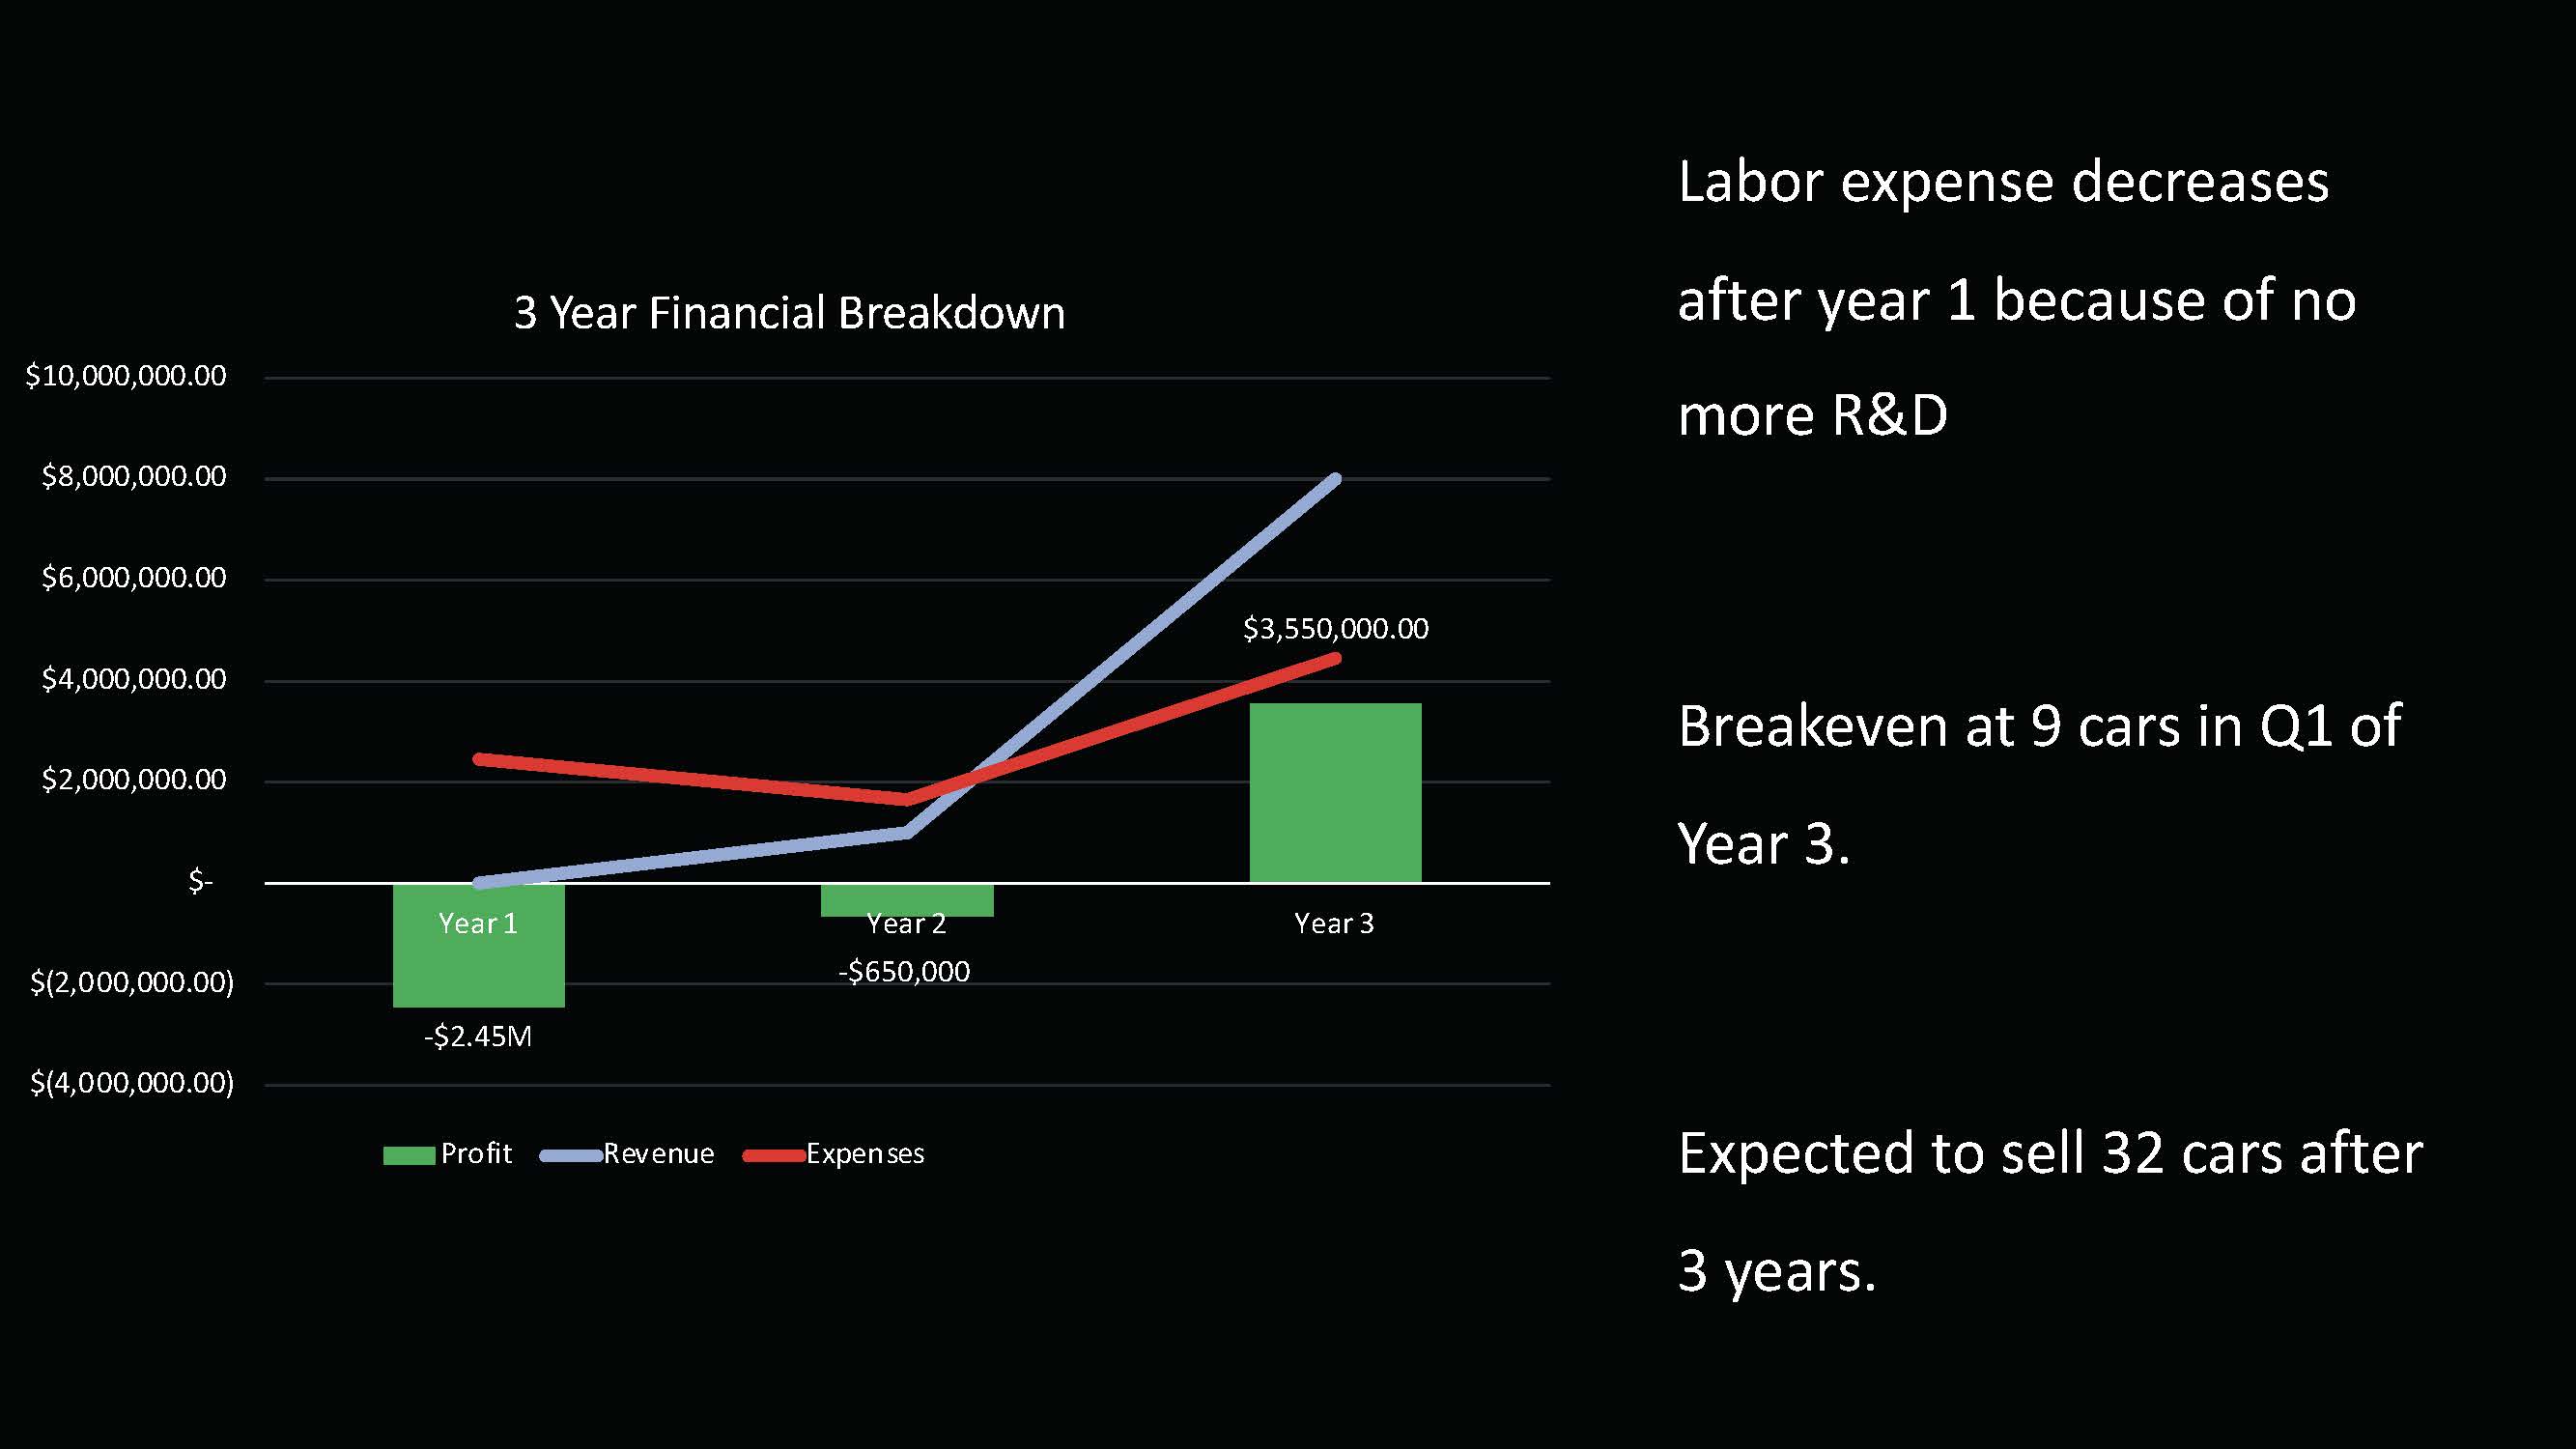 3 Year Financial Breakdown
$10,000,000.00
$8,000,000.00
$6,000,000.00
$4,000,000.00
$2,000,000.00
$-
$(2,000,000.00)
$(4,000,000.00)
$3,550,000.00
Year 1
Year 2
Year 3
-$650,000
-$2.45M
Profit Revenue Expenses
Labor expense decreases
after year 1 because of no
more R&D
Breakeven at 9 cars in Q1 of
Year 3.
Expected to sell 32 cars after
3 years.